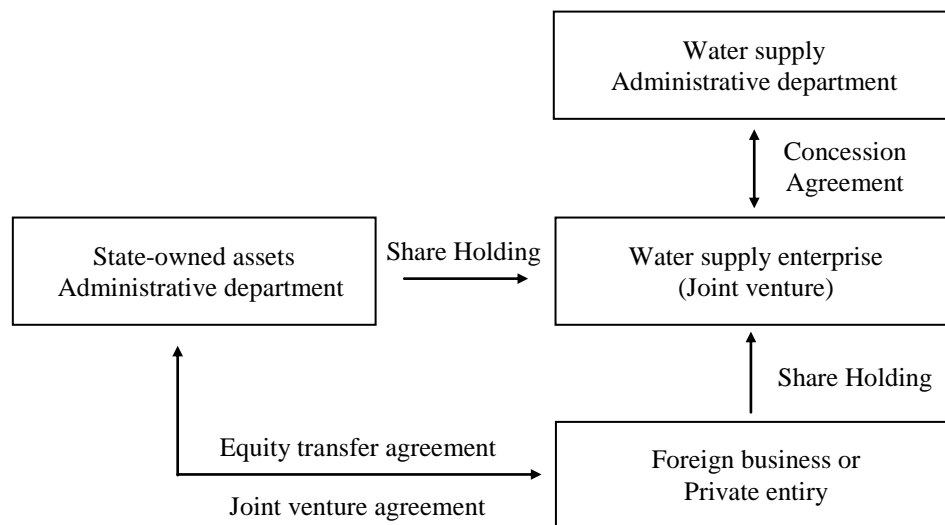 Water supply
Administrative department
Concession
Agreement
State-owned assets
Administrative department
Share Holding
Water supply enterprise
(Joint venture)
Share Holding
Equity transfer agreement
Joint venture agreement
Foreign business or
Private entiry